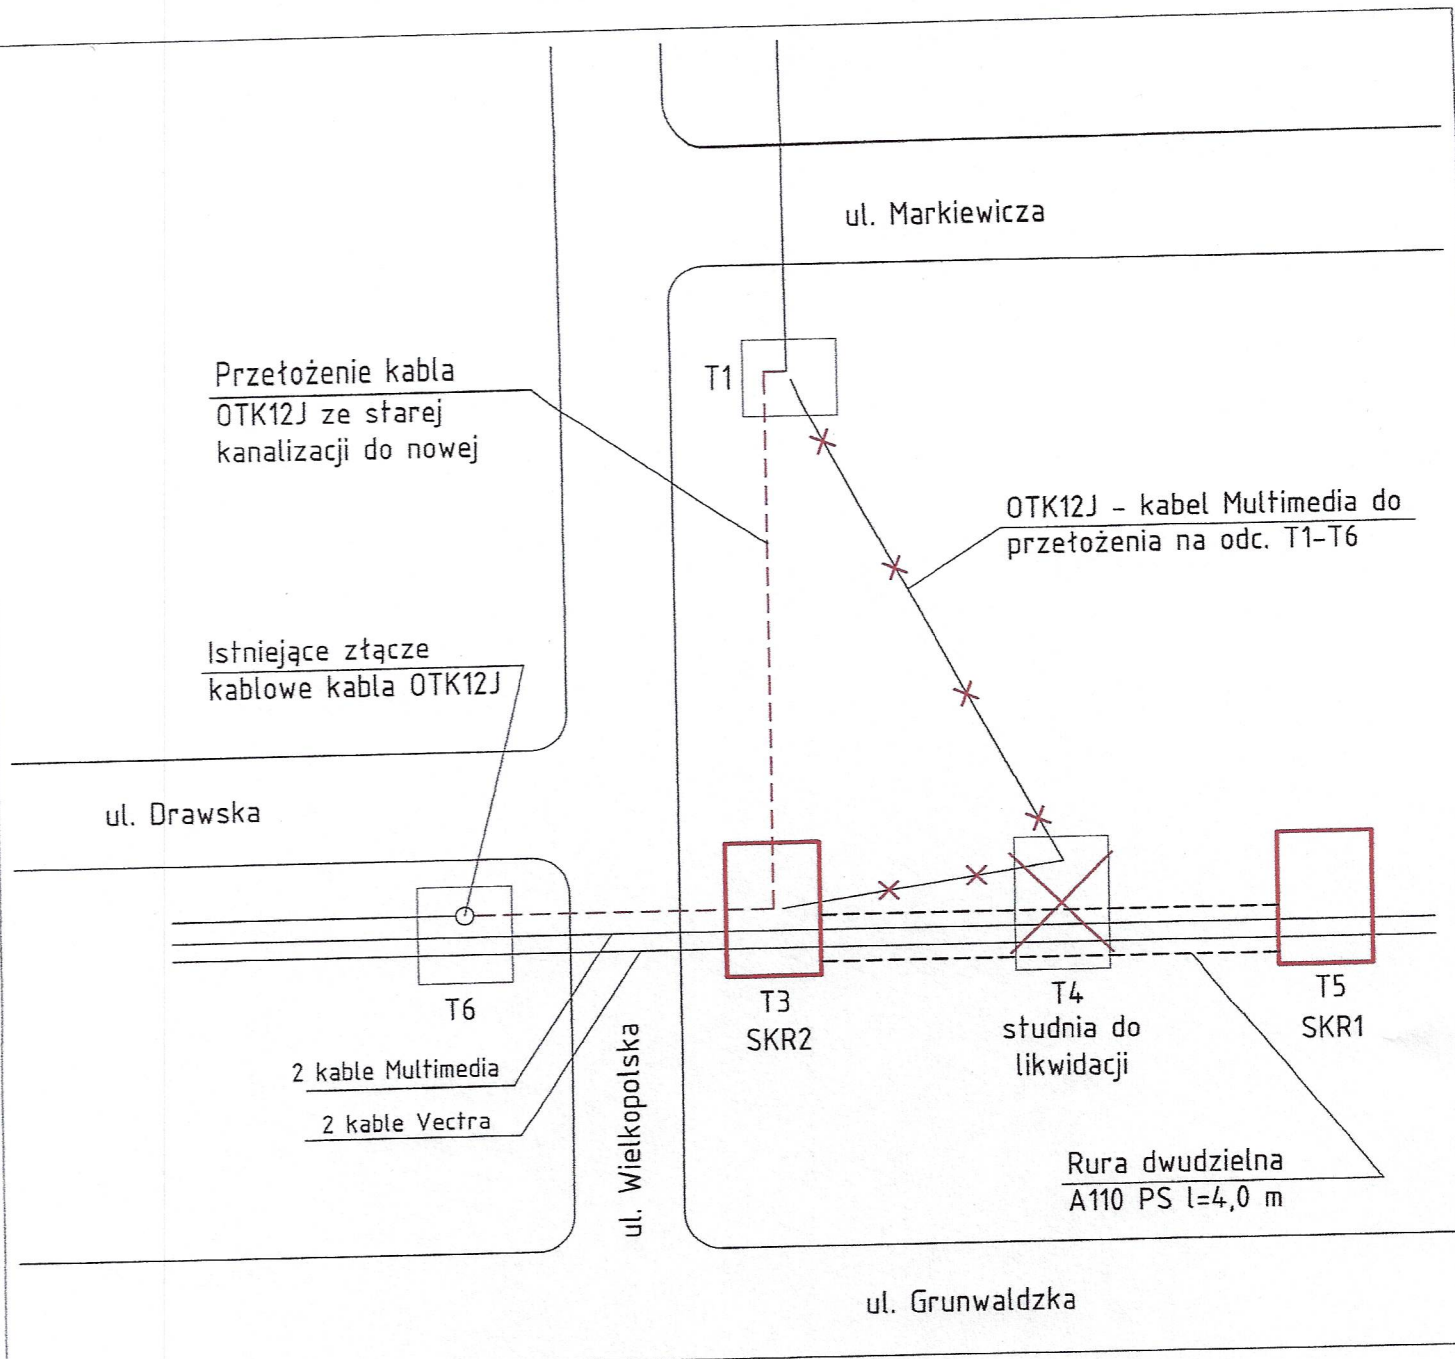 ul. Markiewicza
Przełożenie kabla
OTK12J ze starej
kanalizacji do nowej
T1
OTK12J - kabel Multimedia do
przełożenia na odc. T1-T6
Istniejące złącze
kablowe kabla OTK12J
ul. Drawska
T6
T3
SKR2
T4
studnia do
likwidacji
T5
SKR1
2 kable Multimedia
2 kable Vectra
ul. Wielkopolska
Rura dwudzielna
A110 PS l=4,0 m
ul. Grunwaldzka